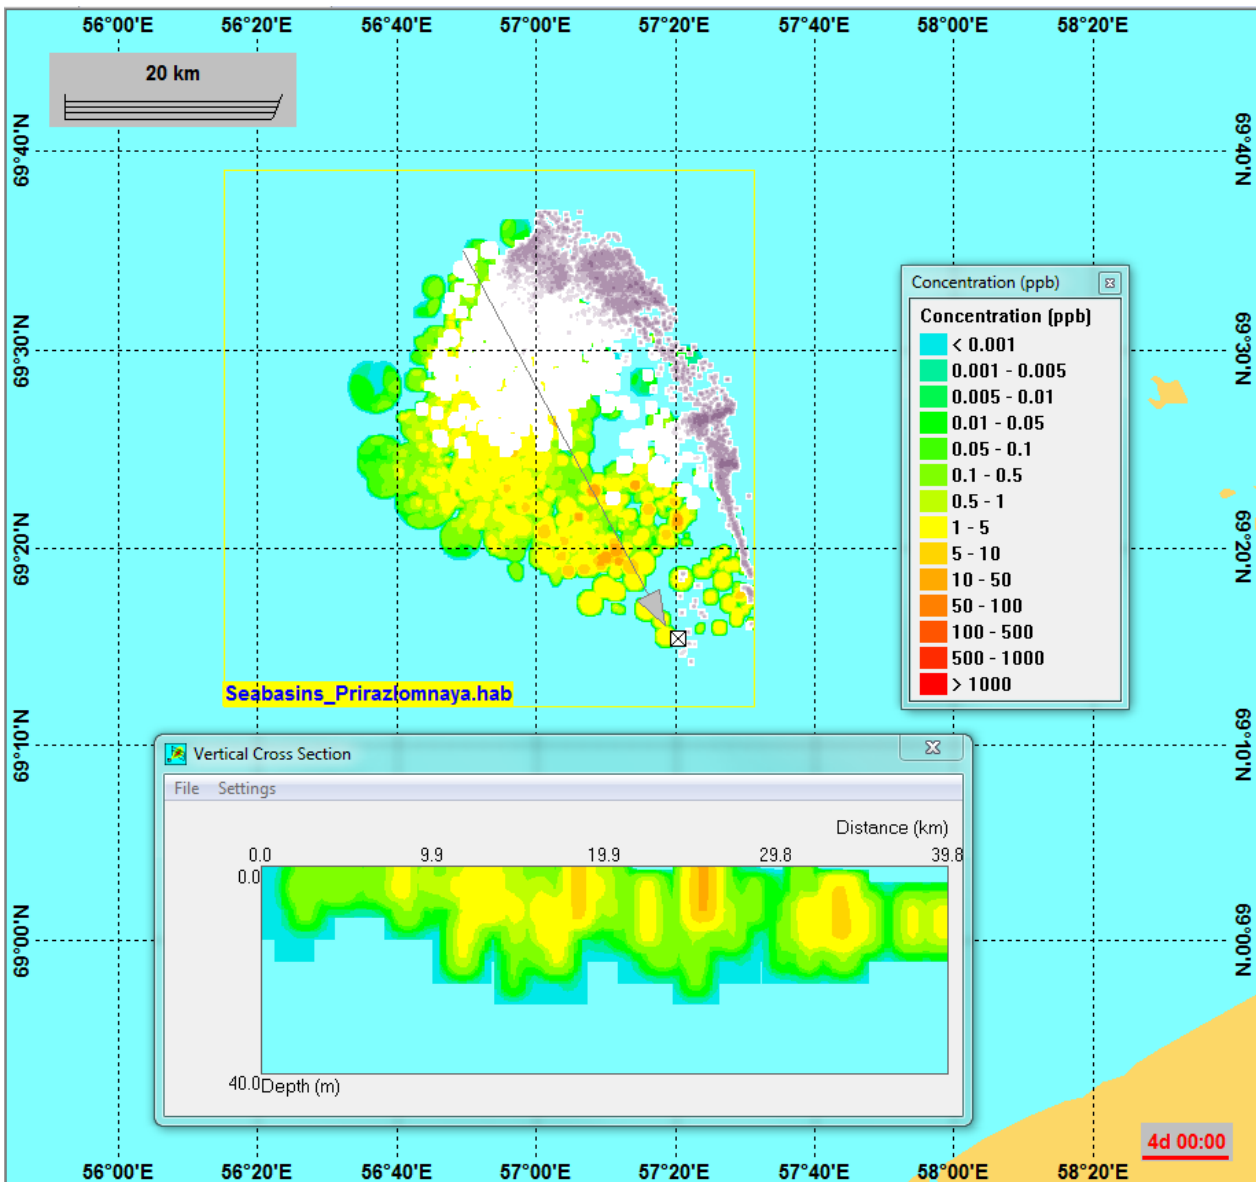 56°00'E 56°20'E 56°40'E 57°00'E 57°20'E 57°40'E 58°00'E 58°20'E
20 km
69°40'N 69°40'N
69°30'N 69°30'N
69°20'N 69°20'N
69°10'N 69°10'N
69°00'N 69°00'N
Concentration (ppb)
Concentration (ppb)
< 0.001
0.001 - 0.005
0.005 - 0.01
0.01 - 0.05
0.05 - 0.1
0.1 - 0.5
0.5 - 1
1 - 5
5 - 10
10 - 50
50 - 100
100 - 500
500 - 1000
> 1000
Seabasins_Prirazlomnaya.hab
Vertical Cross Section
File Settings
Distance (km)
0.0 9.9 19.9 29.8 39.8
0.0
40.0 Depth (m)
4d 00:00
56°00'E 56°20'E 56°40'E 57°00'E 57°20'E 57°40'E 58°00'E 58°20'E